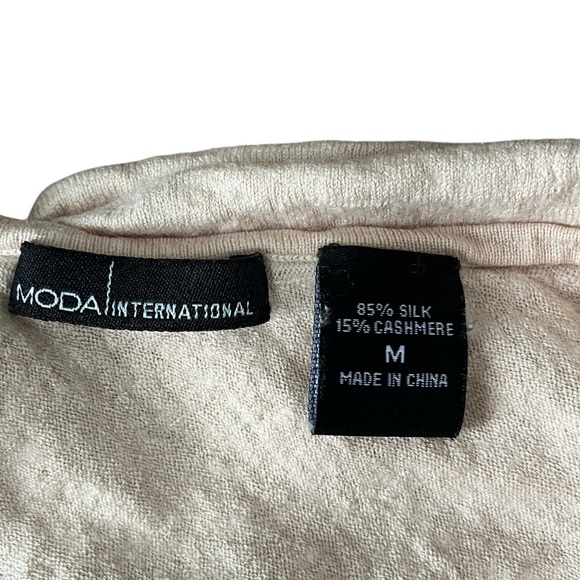 MODA INTERNATIONAL
85% SILK
15% CASHMERE
M
MADE IN CHINA